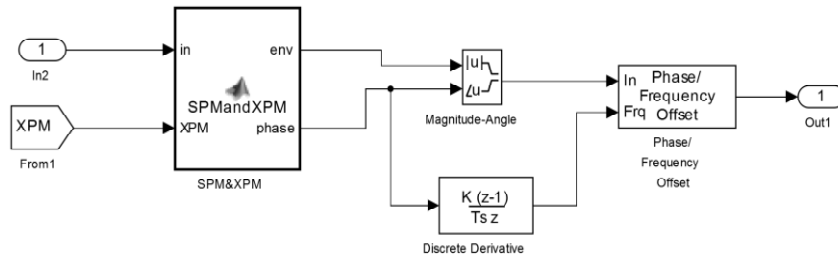 1
In2
XPM
From1
in
env
SPMandXPM
XPM
phase
SPM&XPM
|u|
∠u
Magnitude-Angle
K (z-1)
Ts z
Discrete Derivative
In
Phase/
Frequency
Frq
Offset
Phase/
Frequency
Offset
1
Out1